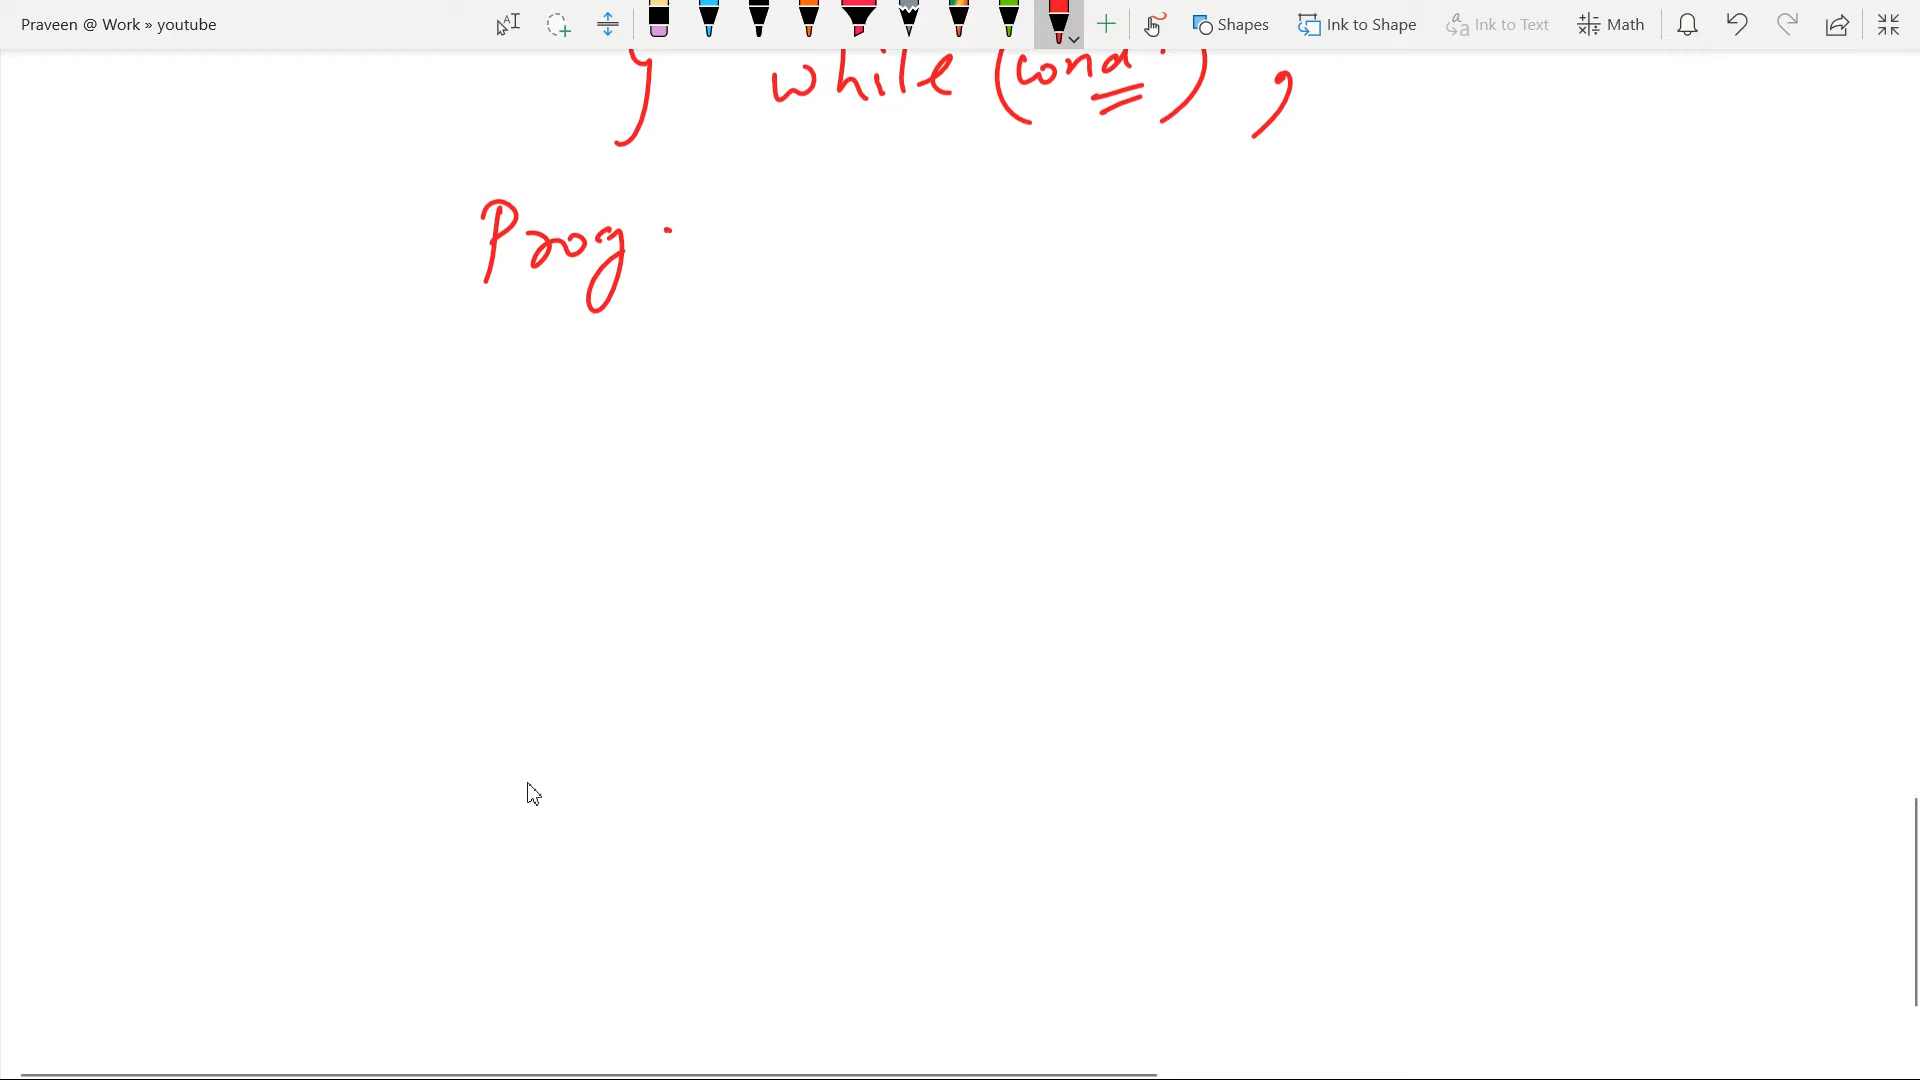 Praveen @ Work » youtube
Shapes
Ink to Shape
Ink to Text
Math
} while (cond.) ;
Prog.